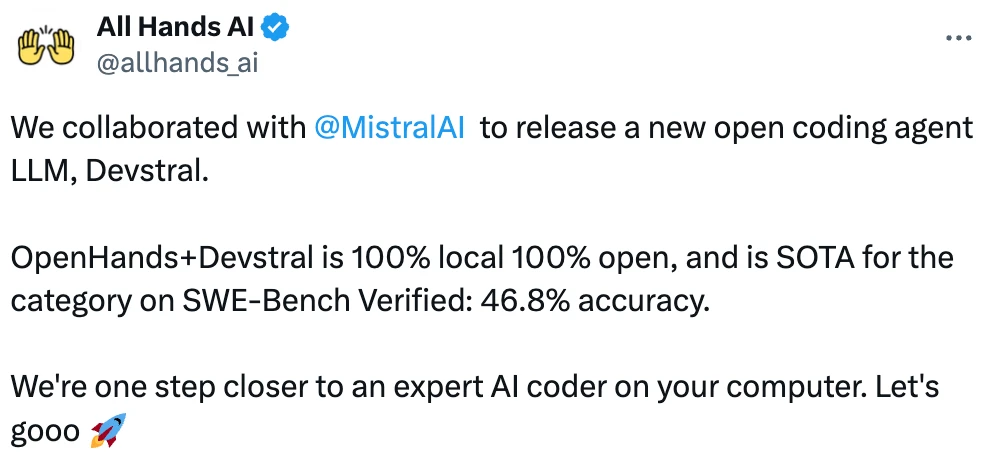 All Hands AI
@allhands_ai
We collaborated with @MistralAI to release a new open coding agent
LLM, Devstral.
OpenHands+Devstral is 100% local 100% open, and is SOTA for the
category on SWE-Bench Verified: 46.8% accuracy.
We're one step closer to an expert AI coder on your computer. Let's
gooo 🚀